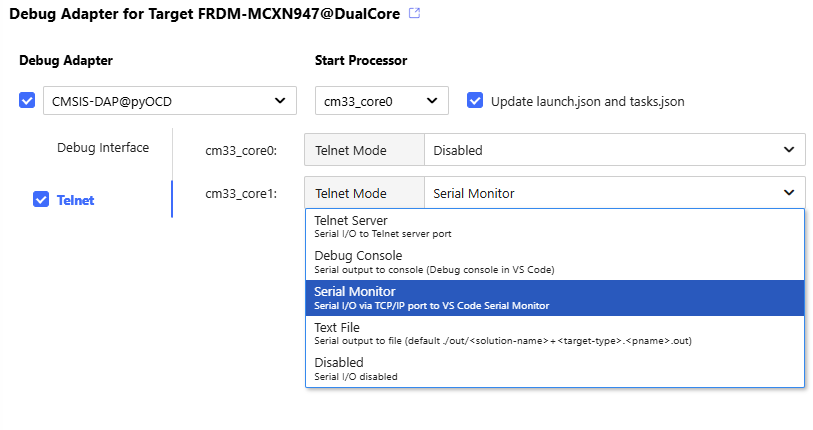 Debug Adapter for Target FRDM-MCXN947@DualCore
Debug Adapter Start Processor
CMSIS-DAP@pyOCD cm33_core0 Update launch.json and tasks.json
Debug Interface cm33_core0: Telnet Mode Disabled
Telnet cm33_core1: Telnet Mode Serial Monitor
Telnet Server
Serial I/O to Telnet server port
Debug Console
Serial output to console (Debug console in VS Code)
Serial Monitor
Serial I/O via TCP/IP port to VS Code Serial Monitor
Text File
Serial output to file (default ./out/<solution-name>+<target-type>.<pname>.out)
Disabled
Serial I/O disabled